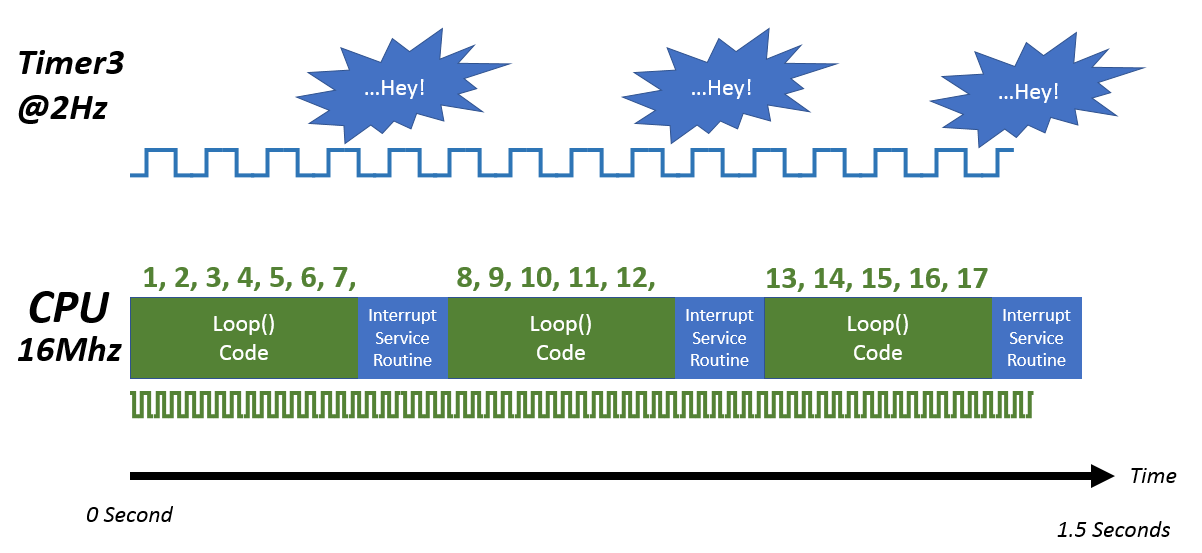 Timer3
@2Hz
...Hey!
...Hey!
...Hey!
1, 2, 3, 4, 5, 6, 7,
8, 9, 10, 11, 12,
13, 14, 15, 16, 17
CPU
16Mhz
Loop()
Code
Interrupt
Service
Routine
Loop()
Code
Interrupt
Service
Routine
Loop()
Code
Interrupt
Service
Routine
Time
0 Second
1.5 Seconds